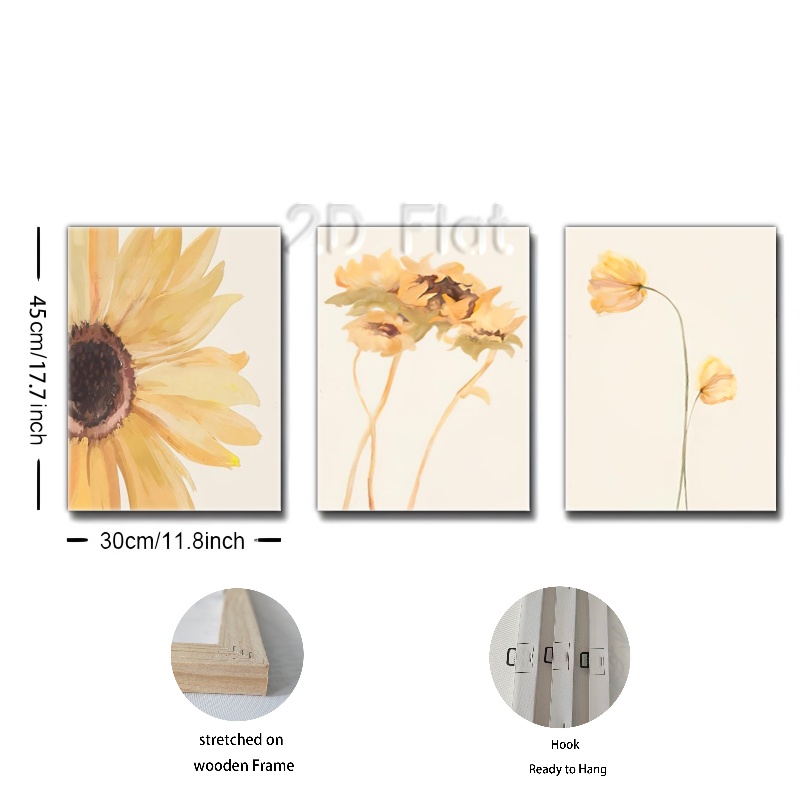 2D Flat
45cm/17.7inch
30cm/11.8inch
stretched on
wooden Frame
Hook
Ready to Hang